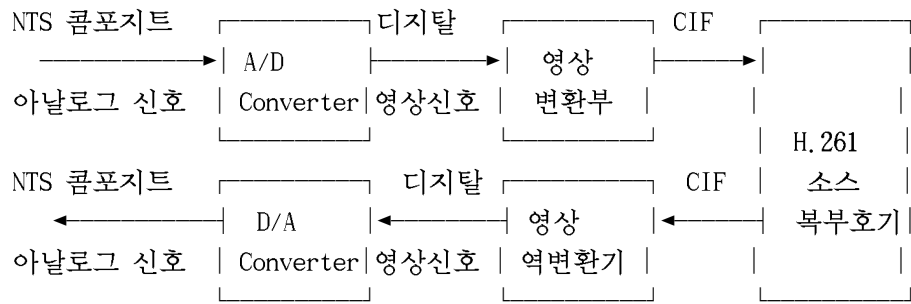 NTS 콤포지트 디지탈 CIF
A/D 영상
아날로그 신호 Converter 영상신호 변환부
H.261
NTS 콤포지트 디지탈 CIF 소스
D/A 영상 복부호기
아날로그 신호 Converter 영상신호 역변환기